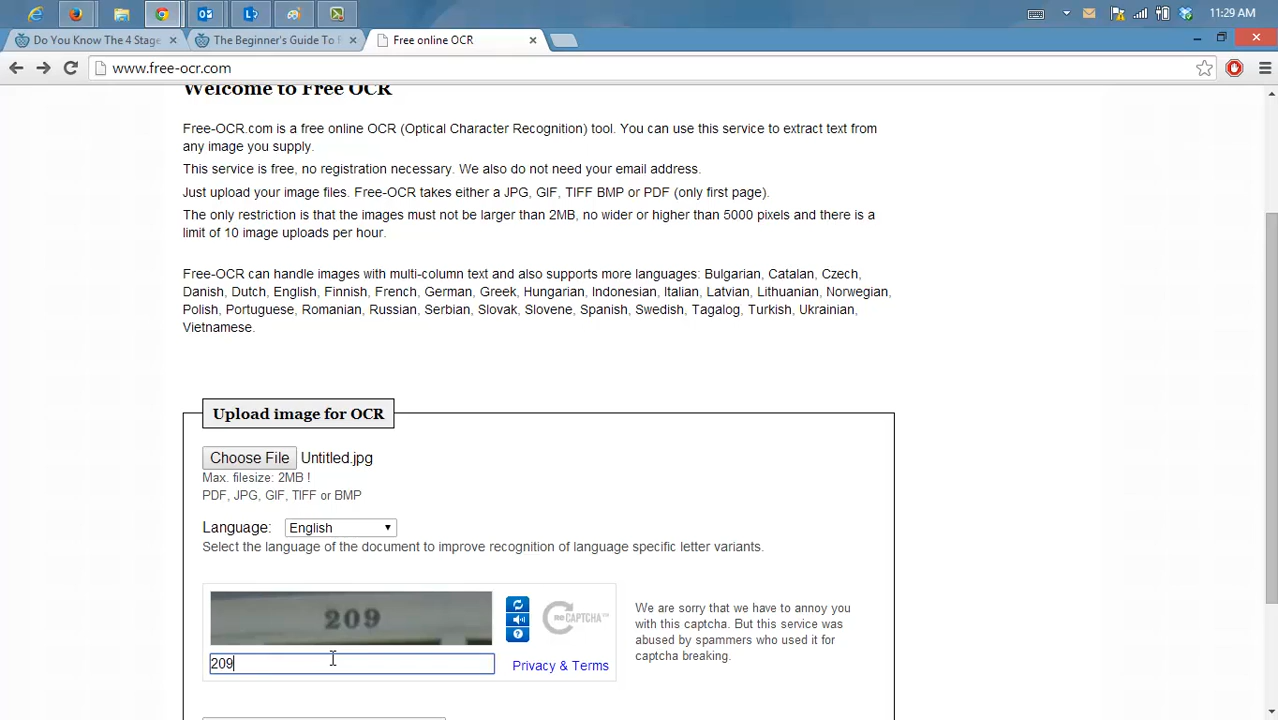 11:29 AM
Do You Know The 4 Stage
The Beginner's Guide To F
Free online OCR
www.free-ocr.com
Welcome to Free OCR
Free-OCR.com is a free online OCR (Optical Character Recognition) tool. You can use this service to extract text from
any image you supply.
This service is free, no registration necessary. We also do not need your email address.
Just upload your image files. Free-OCR takes either a JPG, GIF, TIFF BMP or PDF (only first page).
The only restriction is that the images must not be larger than 2MB, no wider or higher than 5000 pixels and there is a
limit of 10 image uploads per hour.
Free-OCR can handle images with multi-column text and also supports more languages: Bulgarian, Catalan, Czech,
Danish, Dutch, English, Finnish, French, German, Greek, Hungarian, Indonesian, Italian, Latvian, Lithuanian, Norwegian,
Polish, Portuguese, Romanian, Russian, Serbian, Slovak, Slovene, Spanish, Swedish, Tagalog, Turkish, Ukrainian,
Vietnamese.
Upload image for OCR
Choose File Untitled.jpg
Max. filesize: 2MB !
PDF, JPG, GIF, TIFF or BMP
Language: English
Select the language of the document to improve recognition of language specific letter variants.
209
reCAPTCHA™
209
Privacy & Terms
We are sorry that we have to annoy you
with this captcha. But this service was
abused by spammers who used it for
captcha breaking.